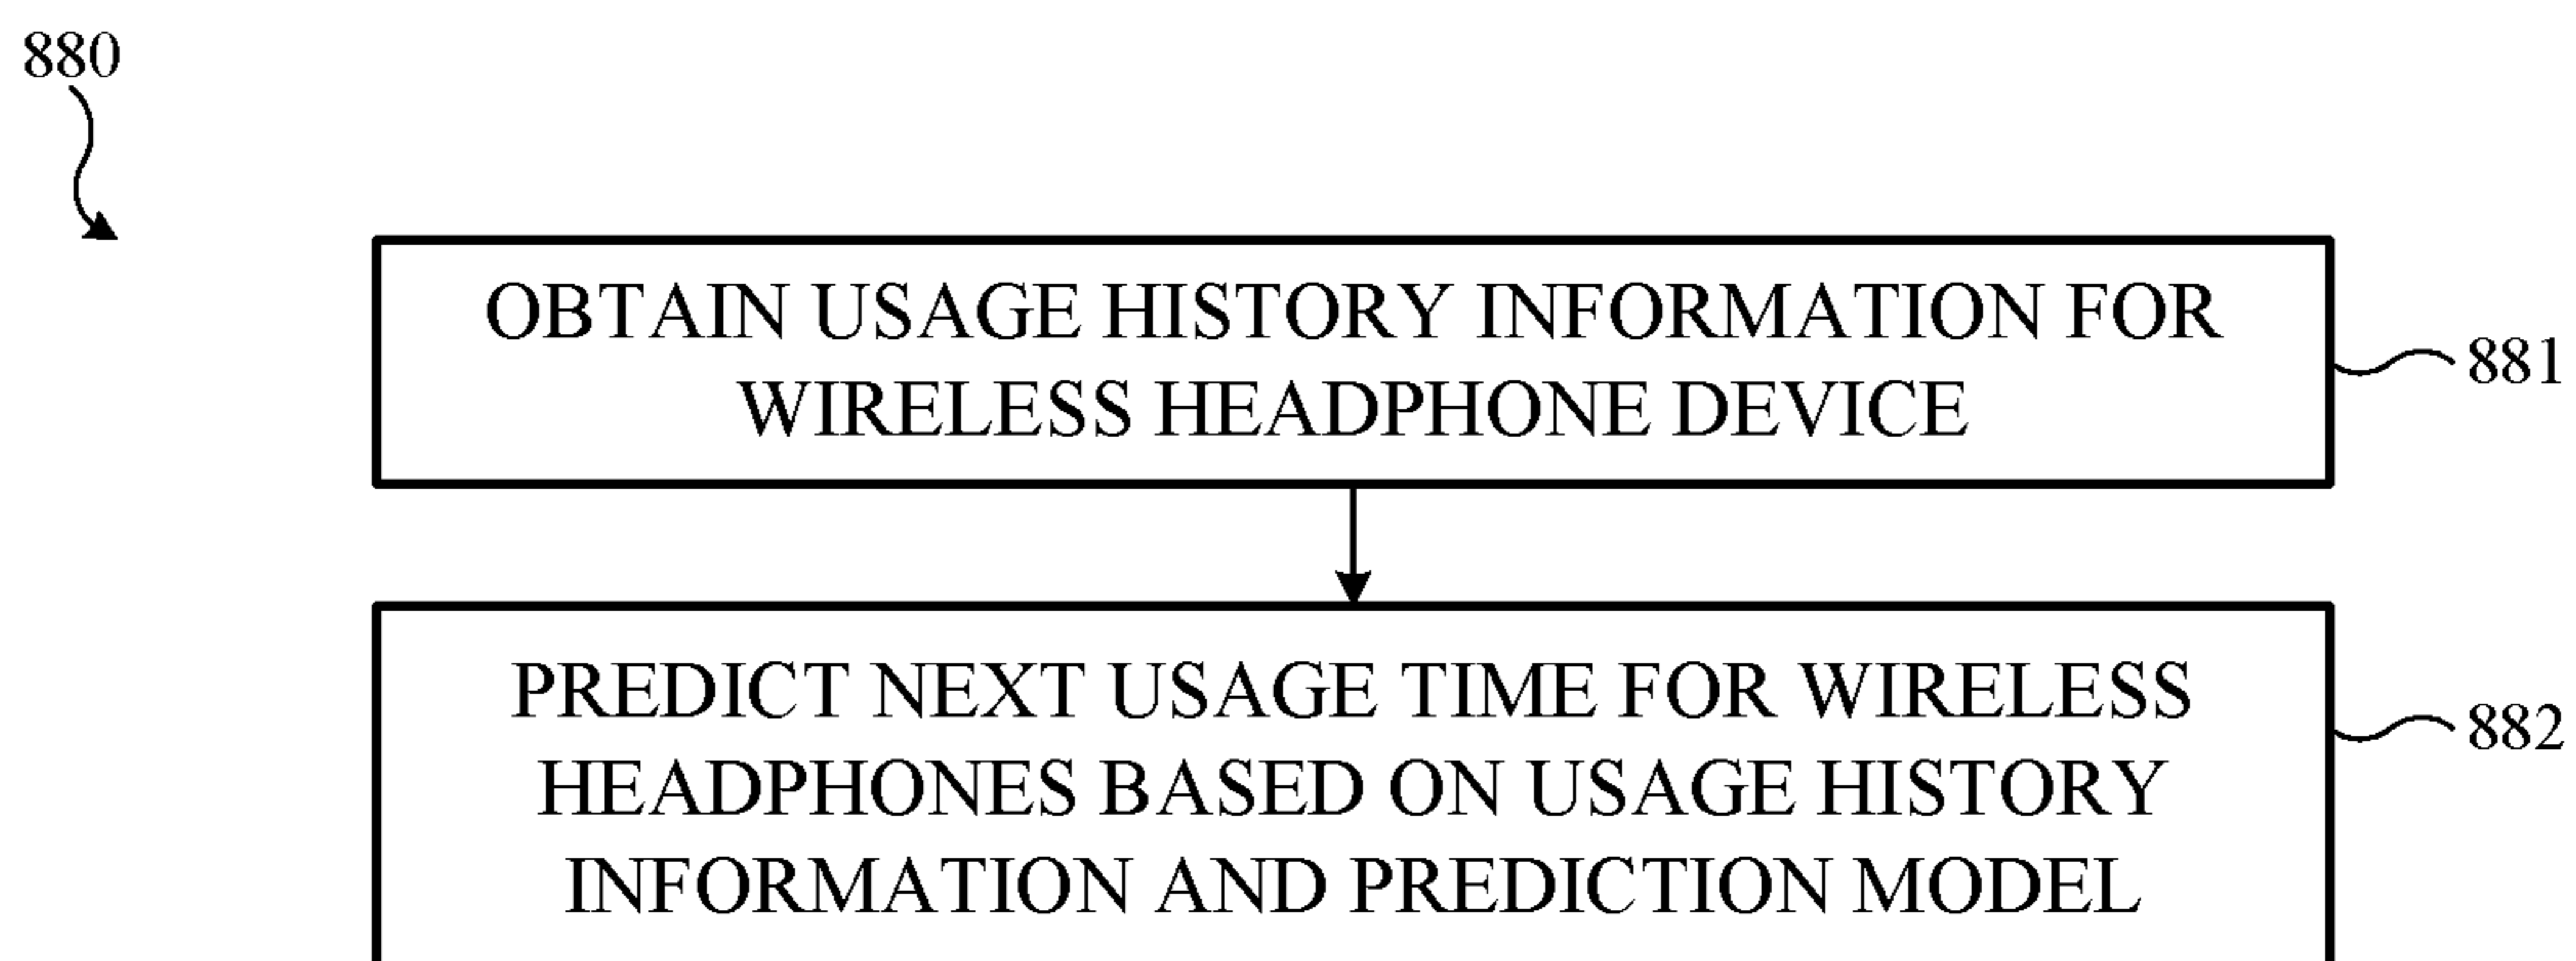 880
OBTAIN USAGE HISTORY INFORMATION FOR
WIRELESS HEADPHONE DEVICE
881
PREDICT NEXT USAGE TIME FOR WIRELESS
HEADPHONES BASED ON USAGE HISTORY
INFORMATION AND PREDICTION MODEL
882